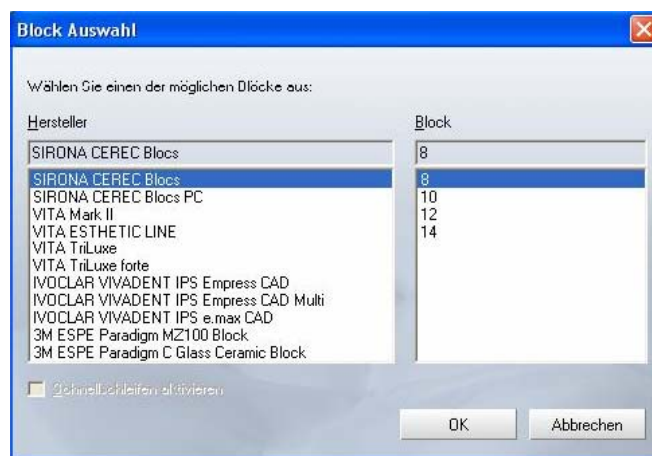 Block Auswahl
Wählen Sie einen der möglichen Blöcke aus:
Hersteller
Block
SIRONA CEREC Blocs
8
SIRONA CEREC Blocs
8
SIRONA CEREC Blocs PC
10
VITA Mark II
12
VITA ESTHETIC LINE
14
VITA TriLuxe
VITA TriLuxe forte
IVOCLAR VIVADENT IPS Empress CAD
IVOCLAR VIVADENT IPS Empress CAD Multi
IVOCLAR VIVADENT IPS e.max CAD
3M ESPE Paradigm MZ100 Block
3M ESPE Paradigm C Glass Ceramic Block
Schnellschleifen aktivieren
OK
Abbrechen